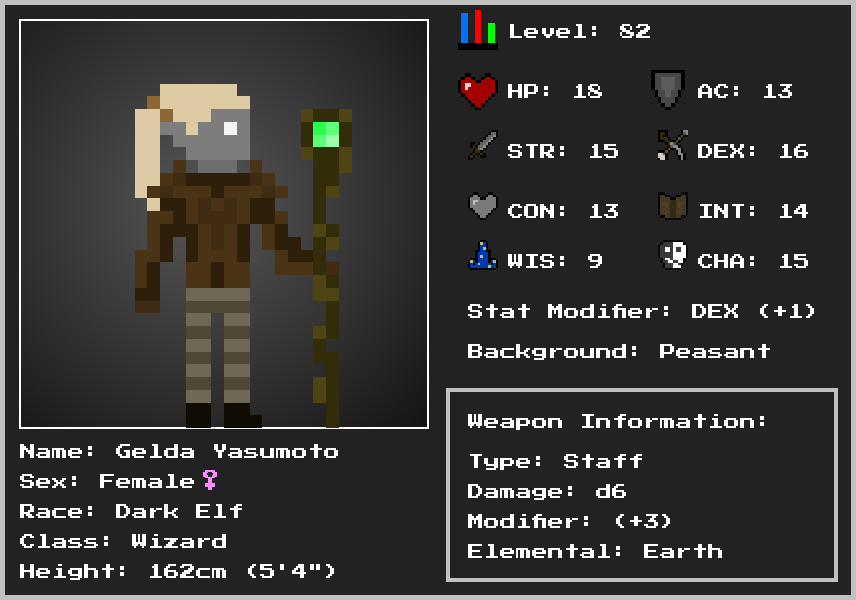 Level: 82
HP: 18 AC: 13
STR: 15 DEX: 16
CON: 13 INT: 14
WIS: 9 CHA: 15
Stat Modifier: DEX (+1)
Background: Peasant
Weapon Information:
Type: Staff
Damage: d6
Modifier: (+3)
Elemental: Earth
Name: Gelda Yasumoto
Sex: Female♀
Race: Dark Elf
Class: Wizard
Height: 162cm (5'4")